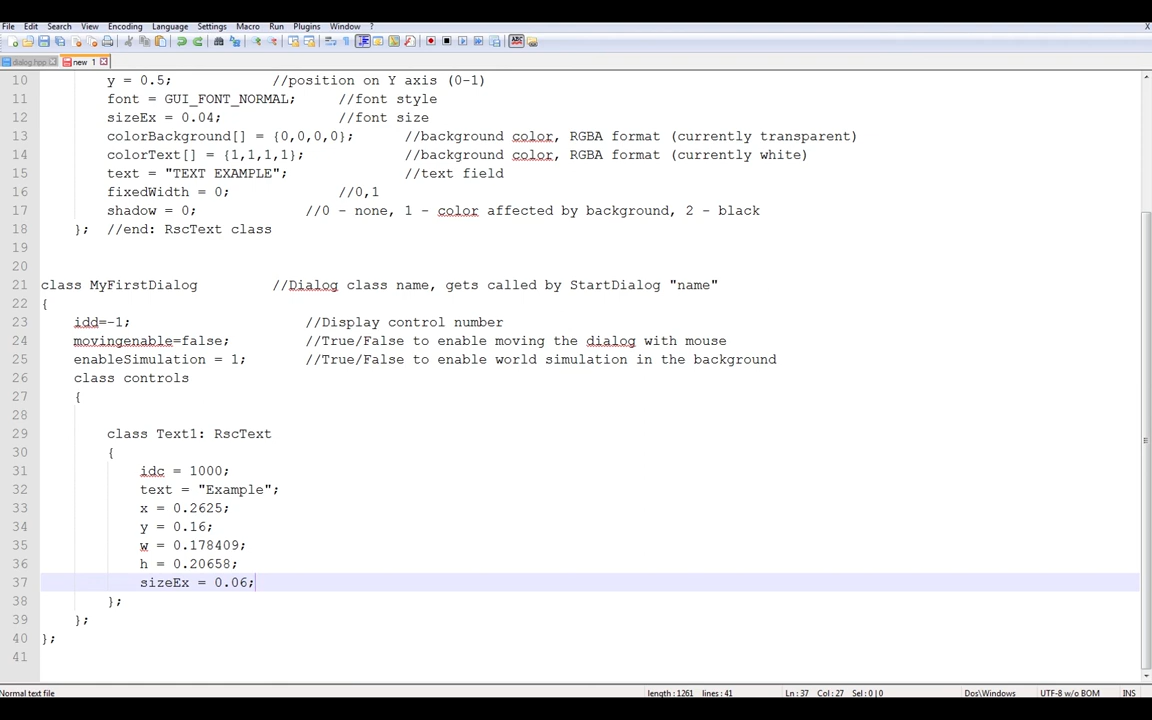 File Edit Search View Encoding Language Settings Macro Run Plugins Window ? X
dialog.hpp new 1
10 y = 0.5; //position on Y axis (0-1)
11 font = GUI_FONT_NORMAL; //font style
12 sizeEx = 0.04; //font size
13 colorBackground[] = {0,0,0,0}; //background color, RGBA format (currently transparent)
14 colorText[] = {1,1,1,1}; //background color, RGBA format (currently white)
15 text = "TEXT EXAMPLE"; //text field
16 fixedWidth = 0; //0,1
17 shadow = 0; //0 - none, 1 - color affected by background, 2 - black
18 }; //end: RscText class
19
20
21 class MyFirstDialog //Dialog class name, gets called by StartDialog "name"
22 {
23 idd=-1; //Display control number
24 movingenable=false; //True/False to enable moving the dialog with mouse
25 enableSimulation = 1; //True/False to enable world simulation in the background
26 class controls
27 {
28
29 class Text1: RscText
30 {
31 idc = 1000;
32 text = "Example";
33 x = 0.2625;
34 y = 0.16;
35 w = 0.178409;
36 h = 0.20658;
37 sizeEx = 0.06;
38 };
39 };
40 };
41
Normal text file length : 1261 lines : 41 Ln : 37 Col : 27 Sel : 0 | 0 Dos\Windows UTF-8 w/o BOM INS